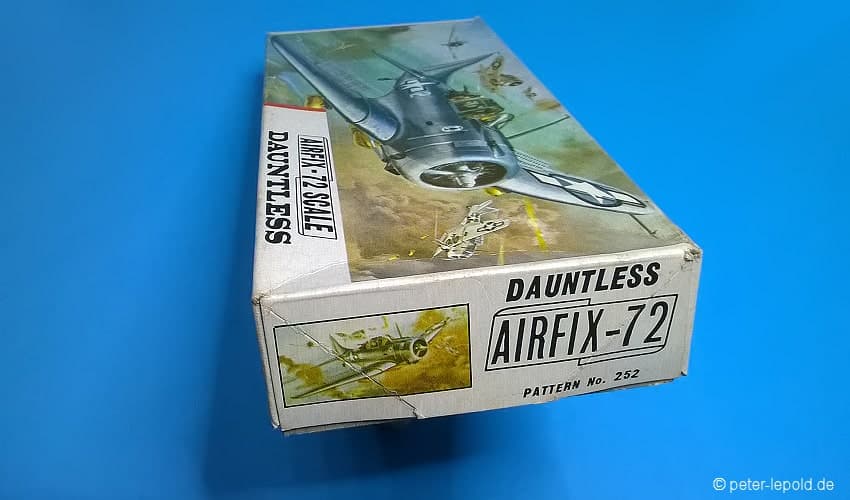 AIRFIX-72 SCALE
DAUNTLESS
DAUNTLESS
AIRFIX-72
PATTERN No. 252
© peter-lepold.de